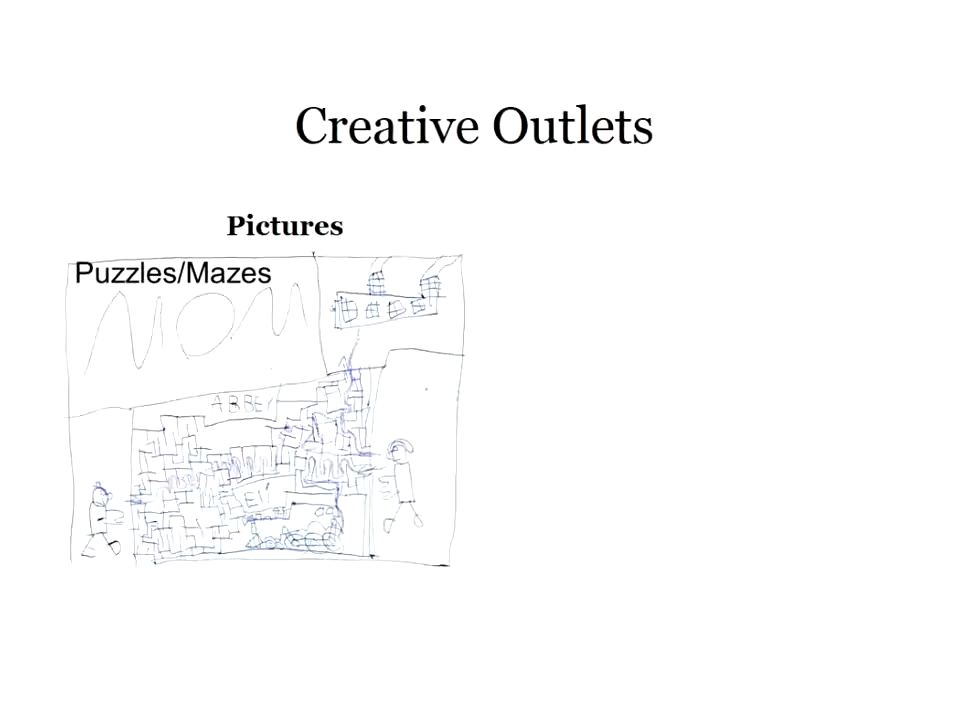 Creative Outlets
Pictures
Puzzles/Mazes
MOM
ABBEY